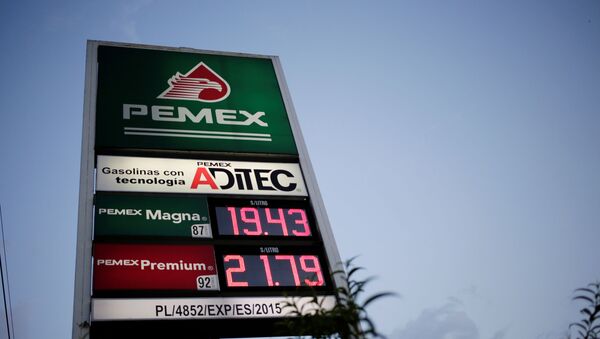 PEMEX
Gasolinas con
tecnología
PEMEX
ADiTEC
PEMEX Magna
87
$/LITRO
19.43
PEMEX Premium
92
$/LITRO
21.79
PL/4852/EXP/ES/2015